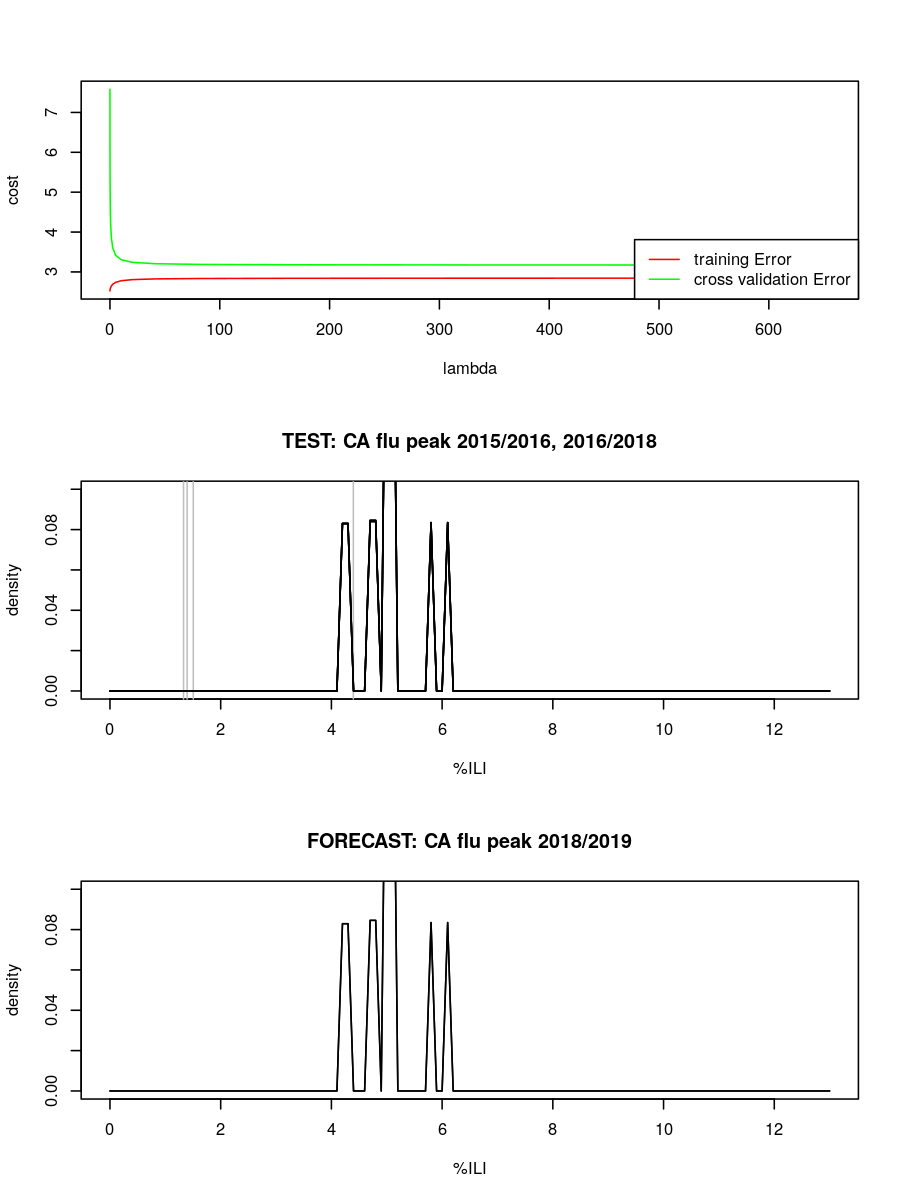 7
6
5
4
3
cost
training Error
cross validation Error
0 100 200 300 400 500 600
lambda
TEST: CA flu peak 2015/2016, 2016/2018
0.08
0.04
0.00
density
0 2 4 6 8 10 12
%ILI
FORECAST: CA flu peak 2018/2019
0.08
0.04
0.00
density
0 2 4 6 8 10 12
%ILI